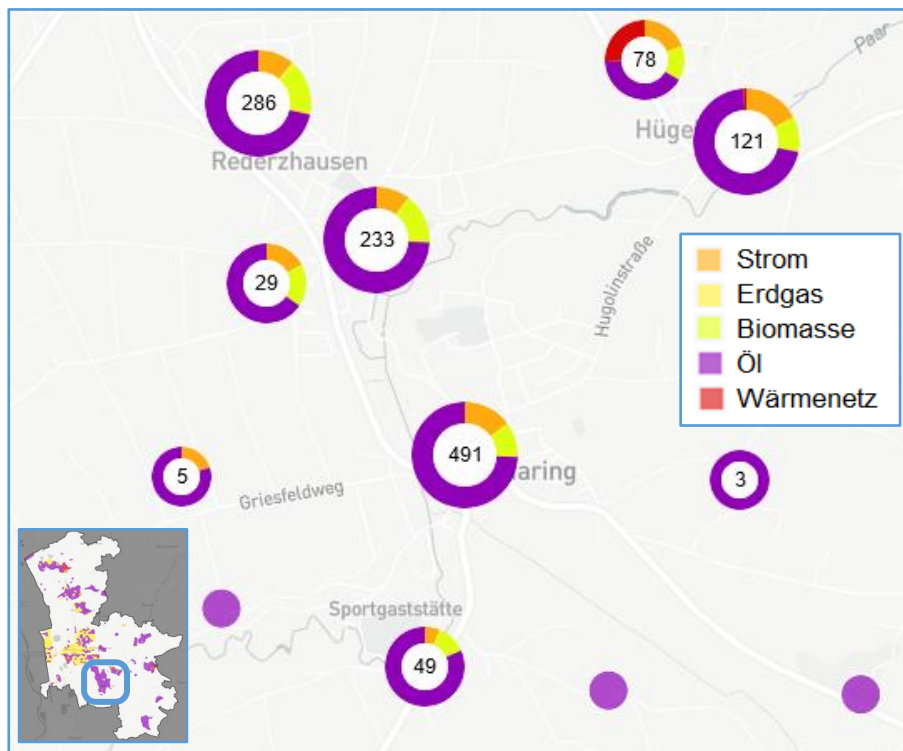 Paar
78
286
Hügel
121
Rederzhausen
233
Hugolinstraße
29
Strom
Erdgas
Biomasse
Öl
Wärmenetz
491
aring
5
3
Griesfeldweg
Sportgaststätte
49